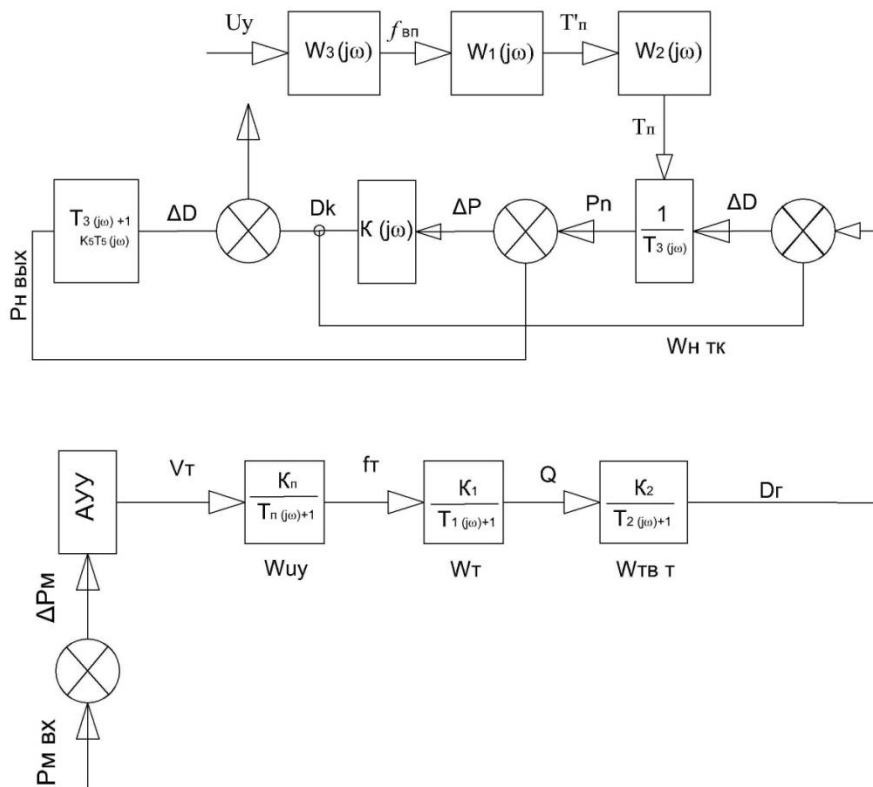 Uу
W₃(jω)
fвп
W₁(jω)
T'п
W₂(jω)
Tп
T₃(jω)+1
K₅T₅(jω)
ΔD
Dk
K(jω)
ΔP
Pn
1
T₃(jω)
ΔD
Pн вых
Wн тк
АУУ
Vт
Kп
Tп(jω)+1
Wuy
fт
K₁
T₁(jω)+1
Wт
Q
K₂
T₂(jω)+1
Wтв т
Dг
ΔPм
Pм вх